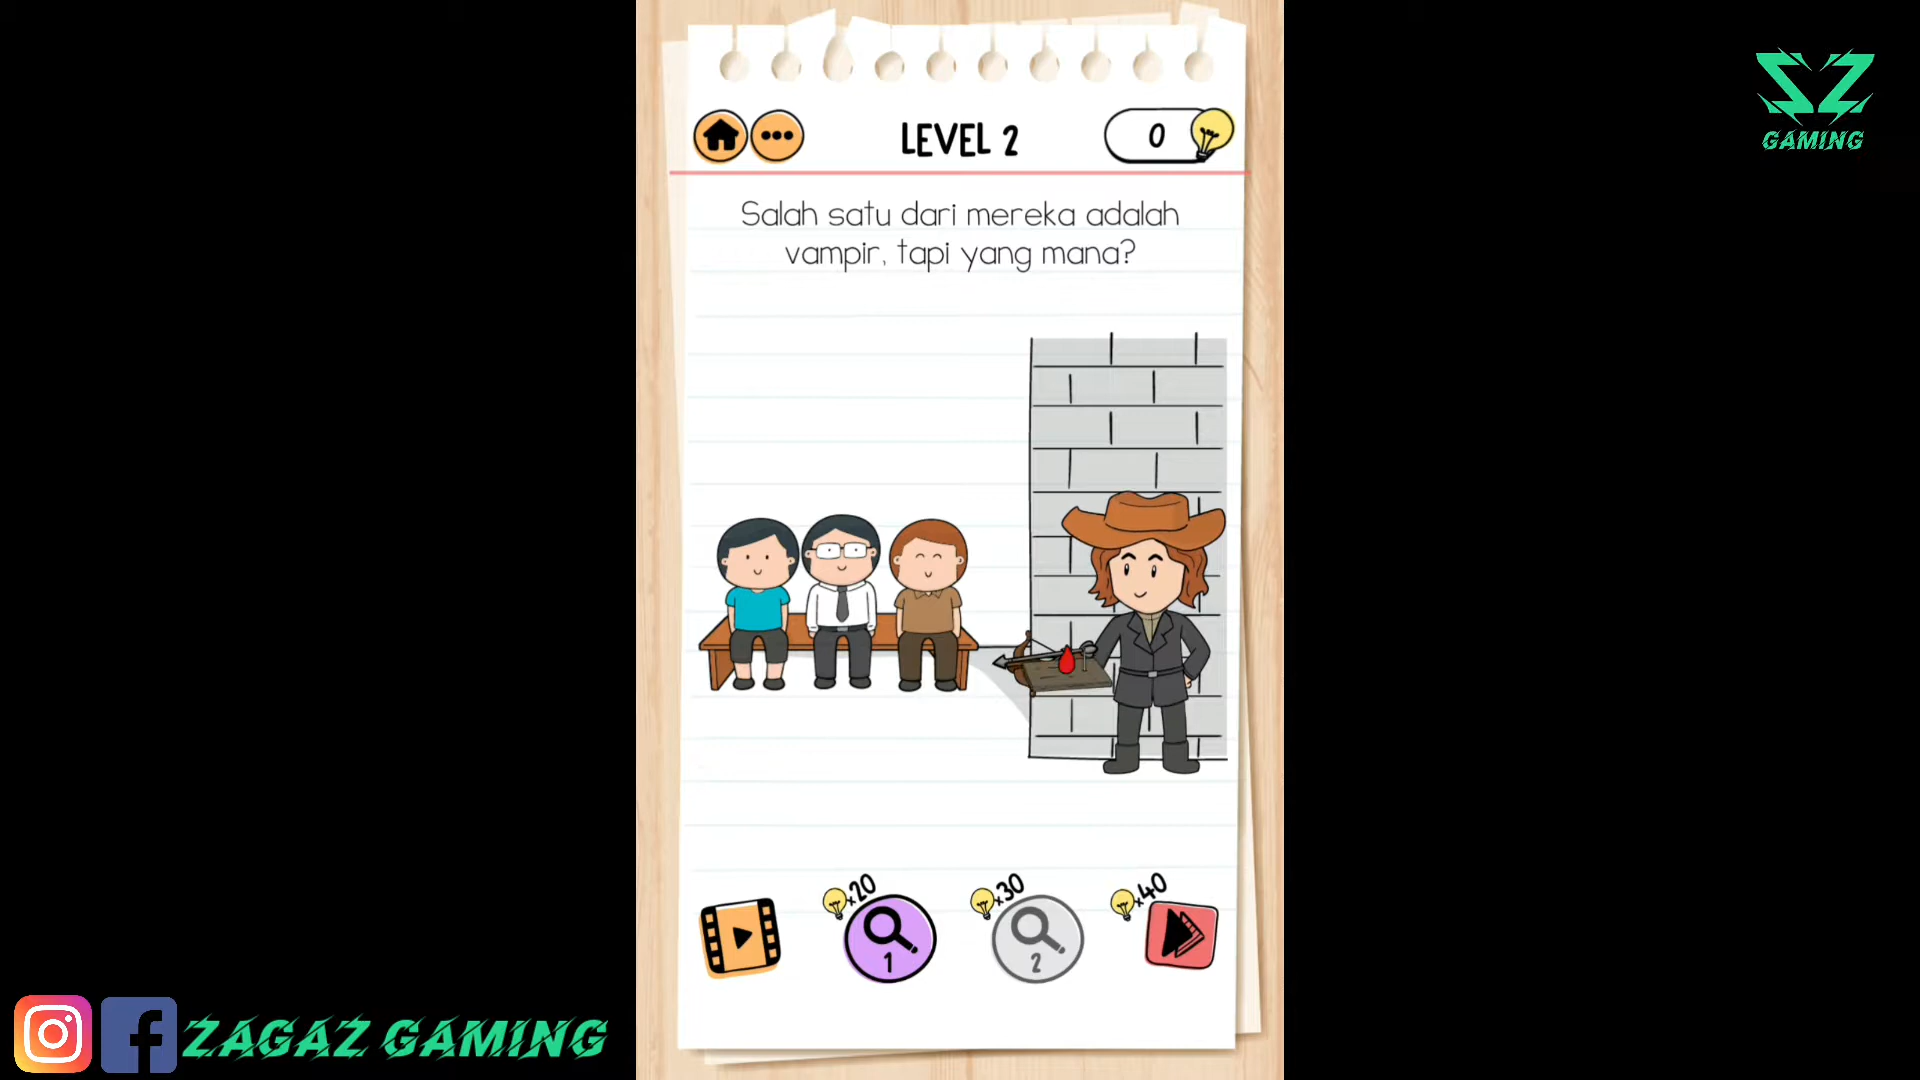 GAMING
LEVEL 2
0
Salah satu dari mereka adalah
vampir, tapi yang mana?
x20
x30
x40
1
2
ZAGAZ GAMING